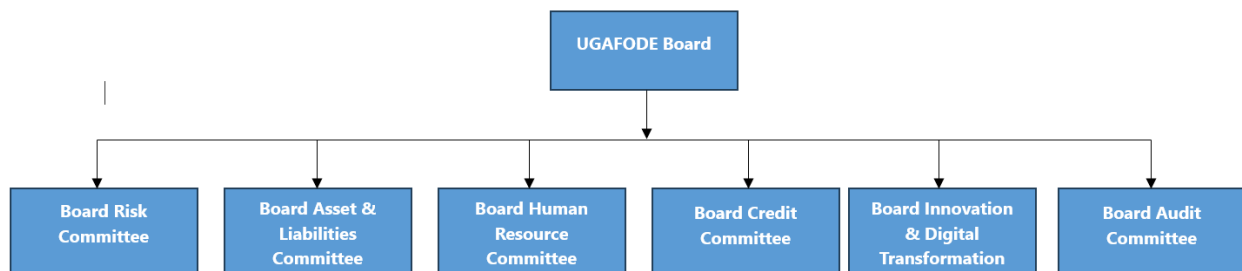 UGAFODE Board
Board Risk
Committee
Board Asset &
Liabilities
Committee
Board Human
Resource
Committee
Board Credit
Committee
Board Innovation
& Digital
Transformation
Board Audit
Committee